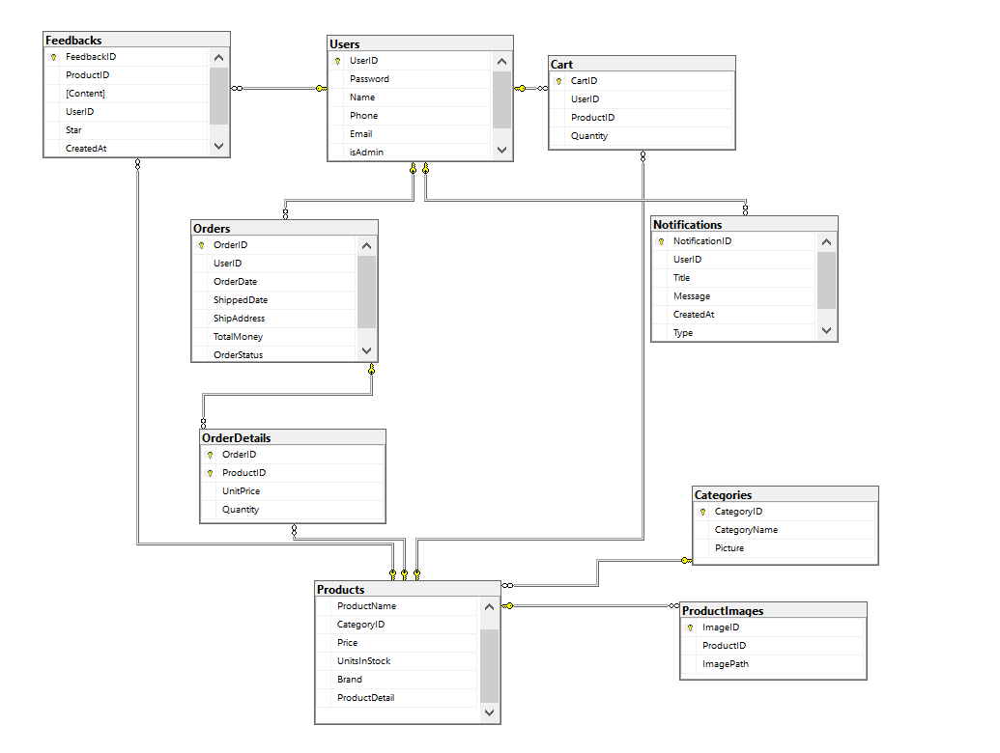 Feedbacks
FeedbackID
ProductID
[Content]
UserID
Star
CreatedAt
Users
UserID
Password
Name
Phone
Email
isAdmin
Cart
CartID
UserID
ProductID
Quantity
Orders
OrderID
UserID
OrderDate
ShippedDate
ShipAddress
TotalMoney
OrderStatus
Notifications
NotificationID
UserID
Title
Message
CreatedAt
Type
OrderDetails
OrderID
ProductID
UnitPrice
Quantity
Categories
CategoryID
CategoryName
Picture
Products
ProductName
CategoryID
Price
UnitsInStock
Brand
ProductDetail
ProductImages
ImageID
ProductID
ImagePath